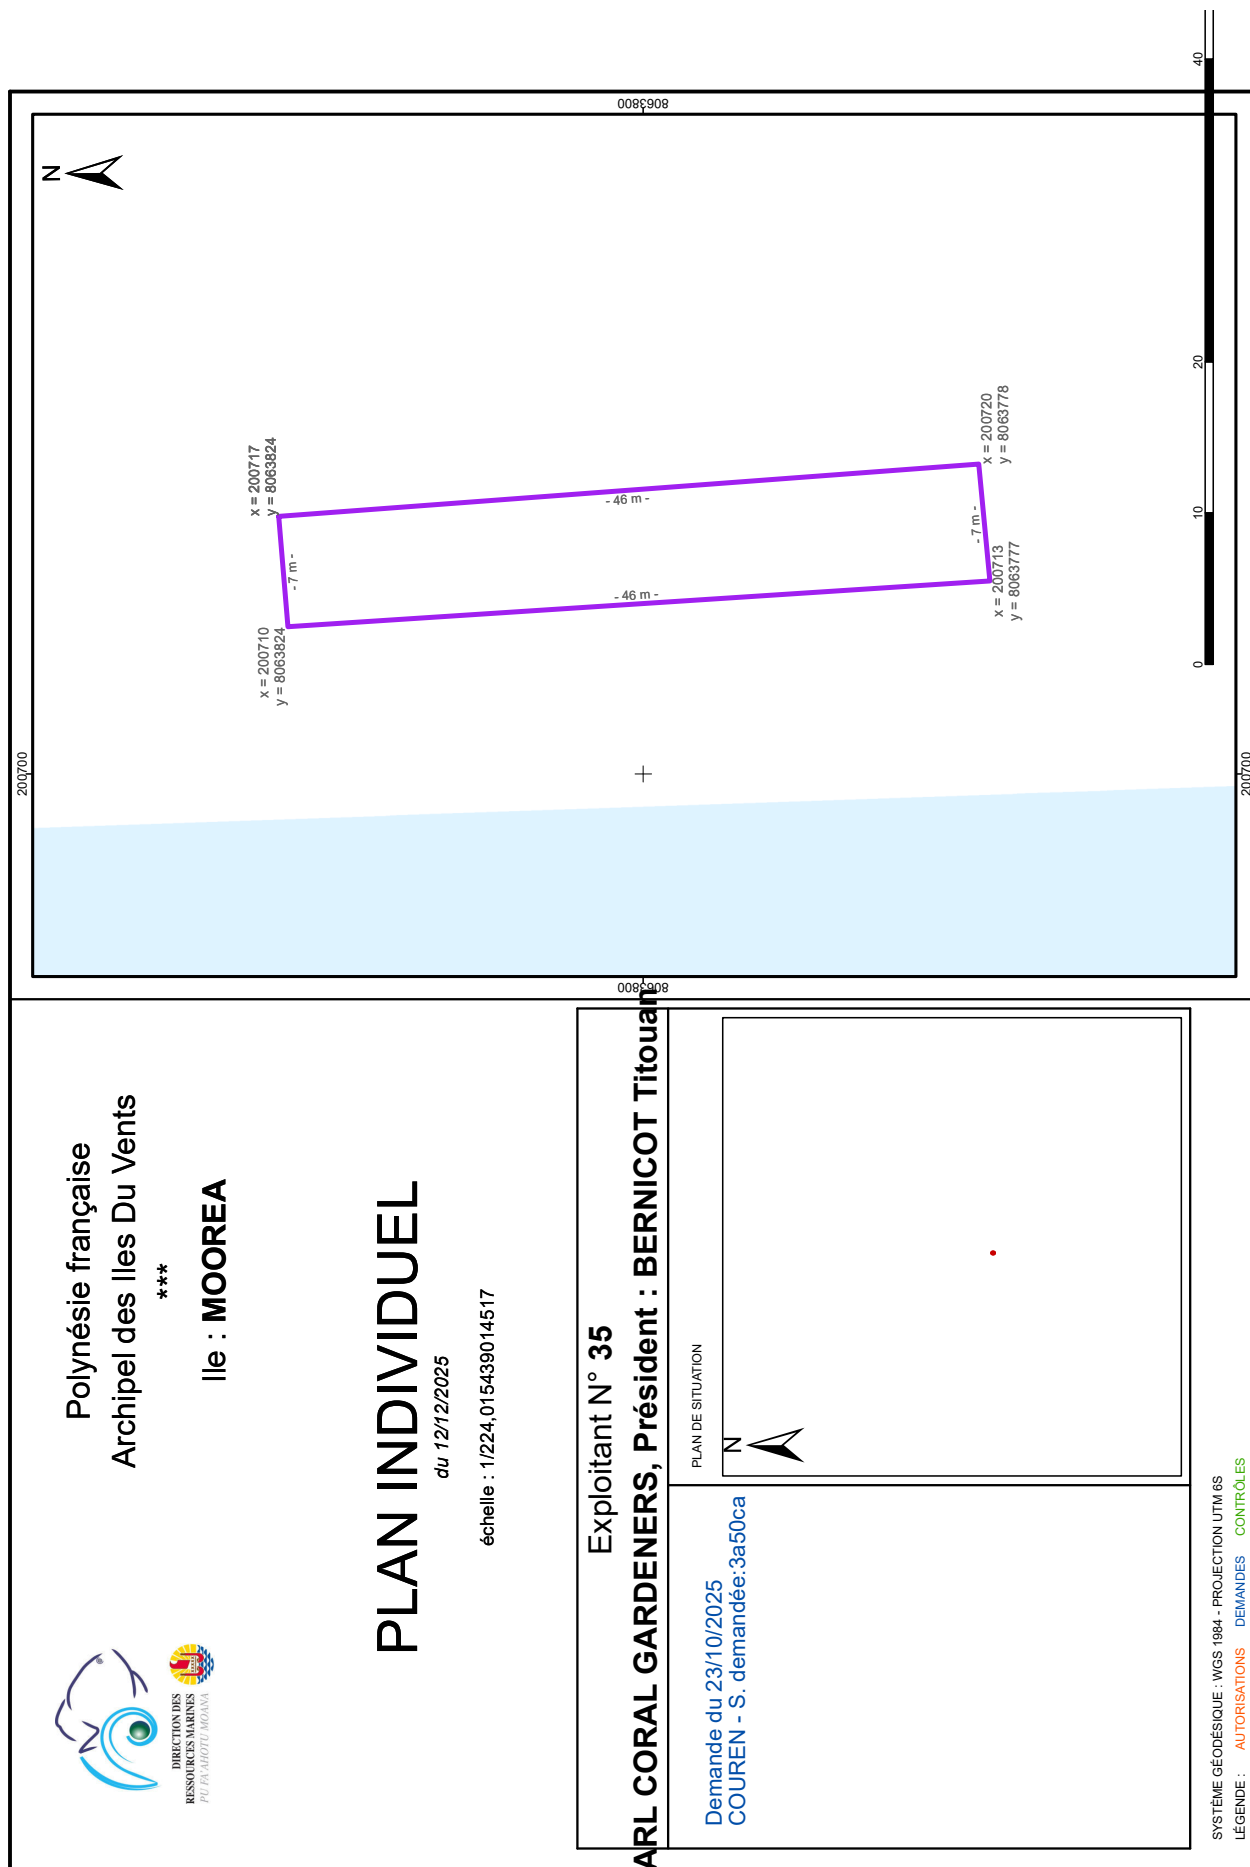 Polynésie française
Archipel des Iles Du Vents
***
Ile : MOOREA
DIRECTION DES
RESSOURCES MARINES
PU FA'AHOTU MOANA
PLAN INDIVIDUEL
du 12/12/2025
échelle : 1/224,015439014517
Exploitant N° 35
ARL CORAL GARDENERS, Président : BERNICOT Titouan
Demande du 23/10/2025
COUREN - S. demandée:3a50ca
PLAN DE SITUATION
N
SYSTÈME GÉODÉSIQUE : WGS 1984 - PROJECTION UTM 6S
LÉGENDE : AUTORISATIONS DEMANDES CONTRÔLES
200700
8063800
N
x = 200710
y = 8063824
x = 200717
y = 8063824
- 7 m -
- 46 m -
- 46 m -
- 7 m -
x = 200713
y = 8063777
x = 200720
y = 8063778
8063800
200700
0
10
20
40